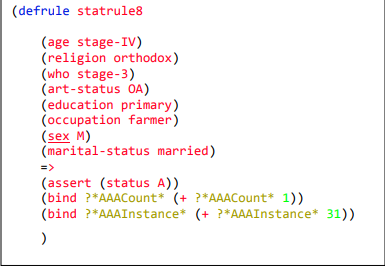 (defrule statrule8
(age stage-IV)
(religion orthodox)
(who stage-3)
(art-status OA)
(education primary)
(occupation farmer)
(sex M)
(marital-status married)
=>
(assert (status A))
(bind ?*AAACount* (+ ?*AAACount* 1))
(bind ?*AAAInstance* (+ ?*AAAInstance* 31))
)